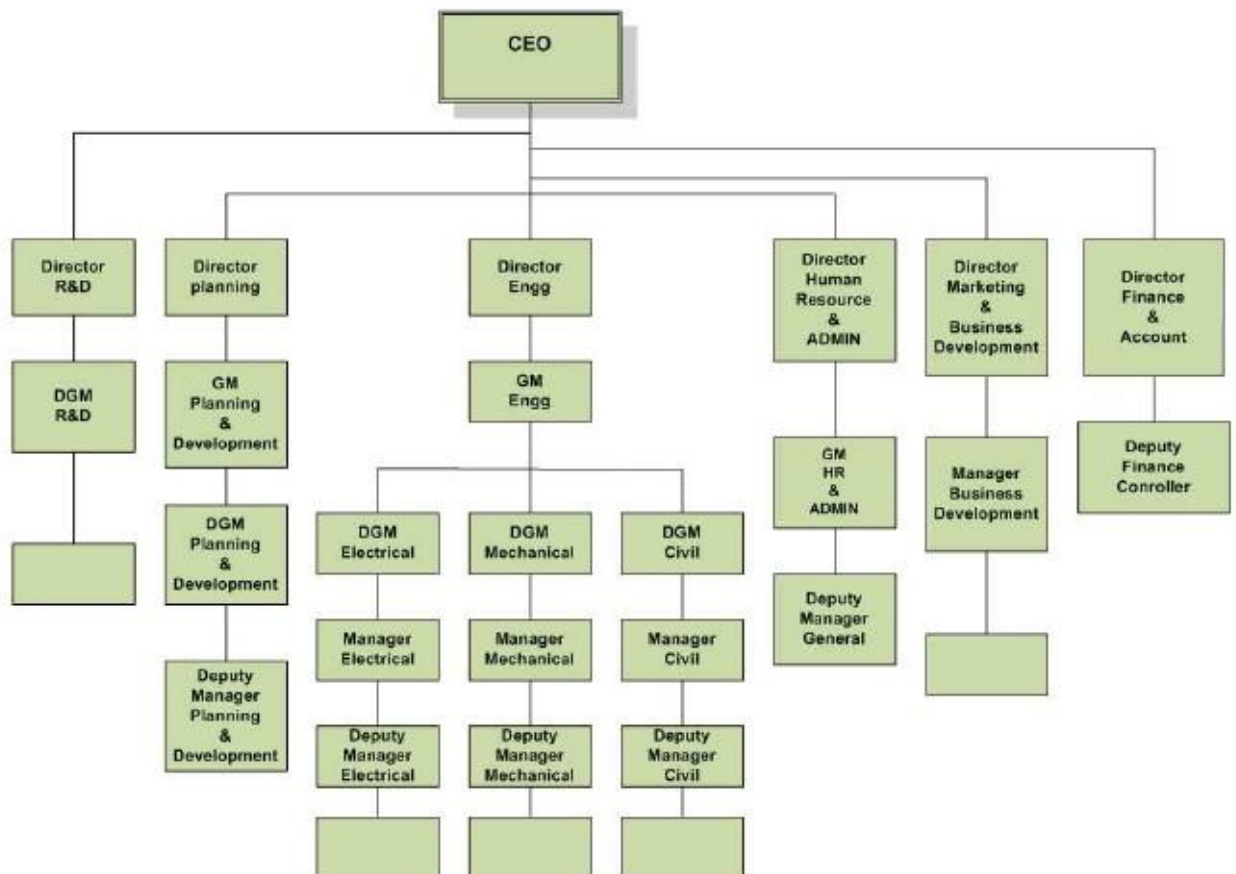 CEO
Director
R&D
Director
planning
Director
Engg
Director
Human
Resource
&
ADMIN
Director
Marketing
&
Business
Development
Director
Finance
&
Account
DGM
R&D
GM
Planning
&
Development
GM
Engg
GM
HR
&
ADMIN
Manager
Business
Development
Deputy
Finance
Conroller
DGM
Planning
&
Development
DGM
Electrical
DGM
Mechanical
DGM
Civil
Deputy
Manager
General
Manager
Electrical
Manager
Mechanical
Manager
Civil
Deputy
Manager
Planning
&
Development
Deputy
Manager
Electrical
Deputy
Manager
Mechanical
Deputy
Manager
Civil